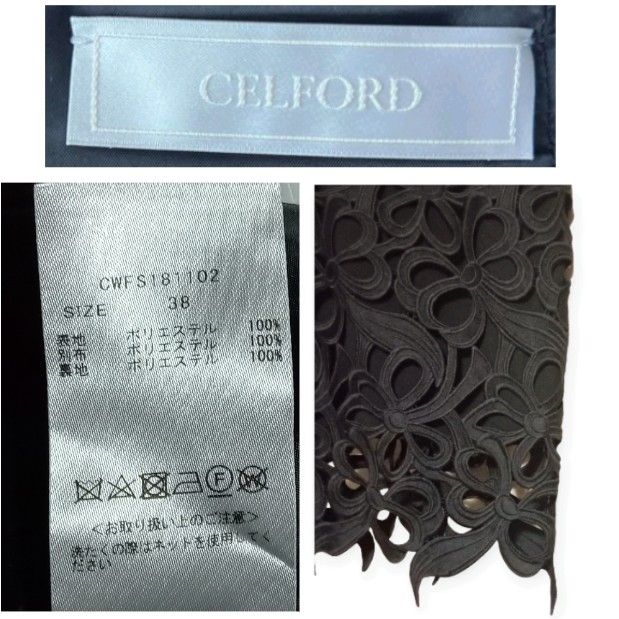 CELFORD
CWFS181102
SIZE 38
表地 ポリエステル 100%
別布 ポリエステル 100%
裏地 ポリエステル 100%
F
W
<お取り扱い上のご注意>
洗たくの際はネットを使用してく
ださい